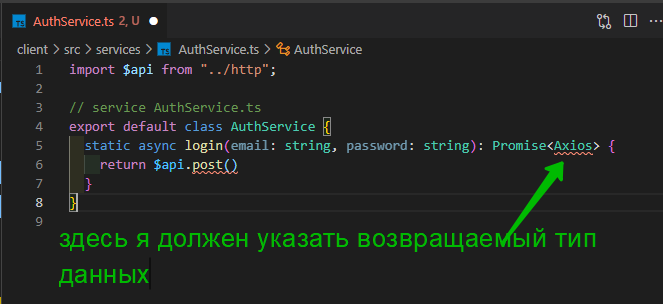 AuthService.ts 2, U
client > src > services > AuthService.ts > AuthService
1 import $api from "../http";
2
3 // service AuthService.ts
4 export default class AuthService {
5 static async login(email: string, password: string): Promise<Axios> {
6 return $api.post()
7 }
8 }
9
здесь я должен указать возвращаемый тип
данных